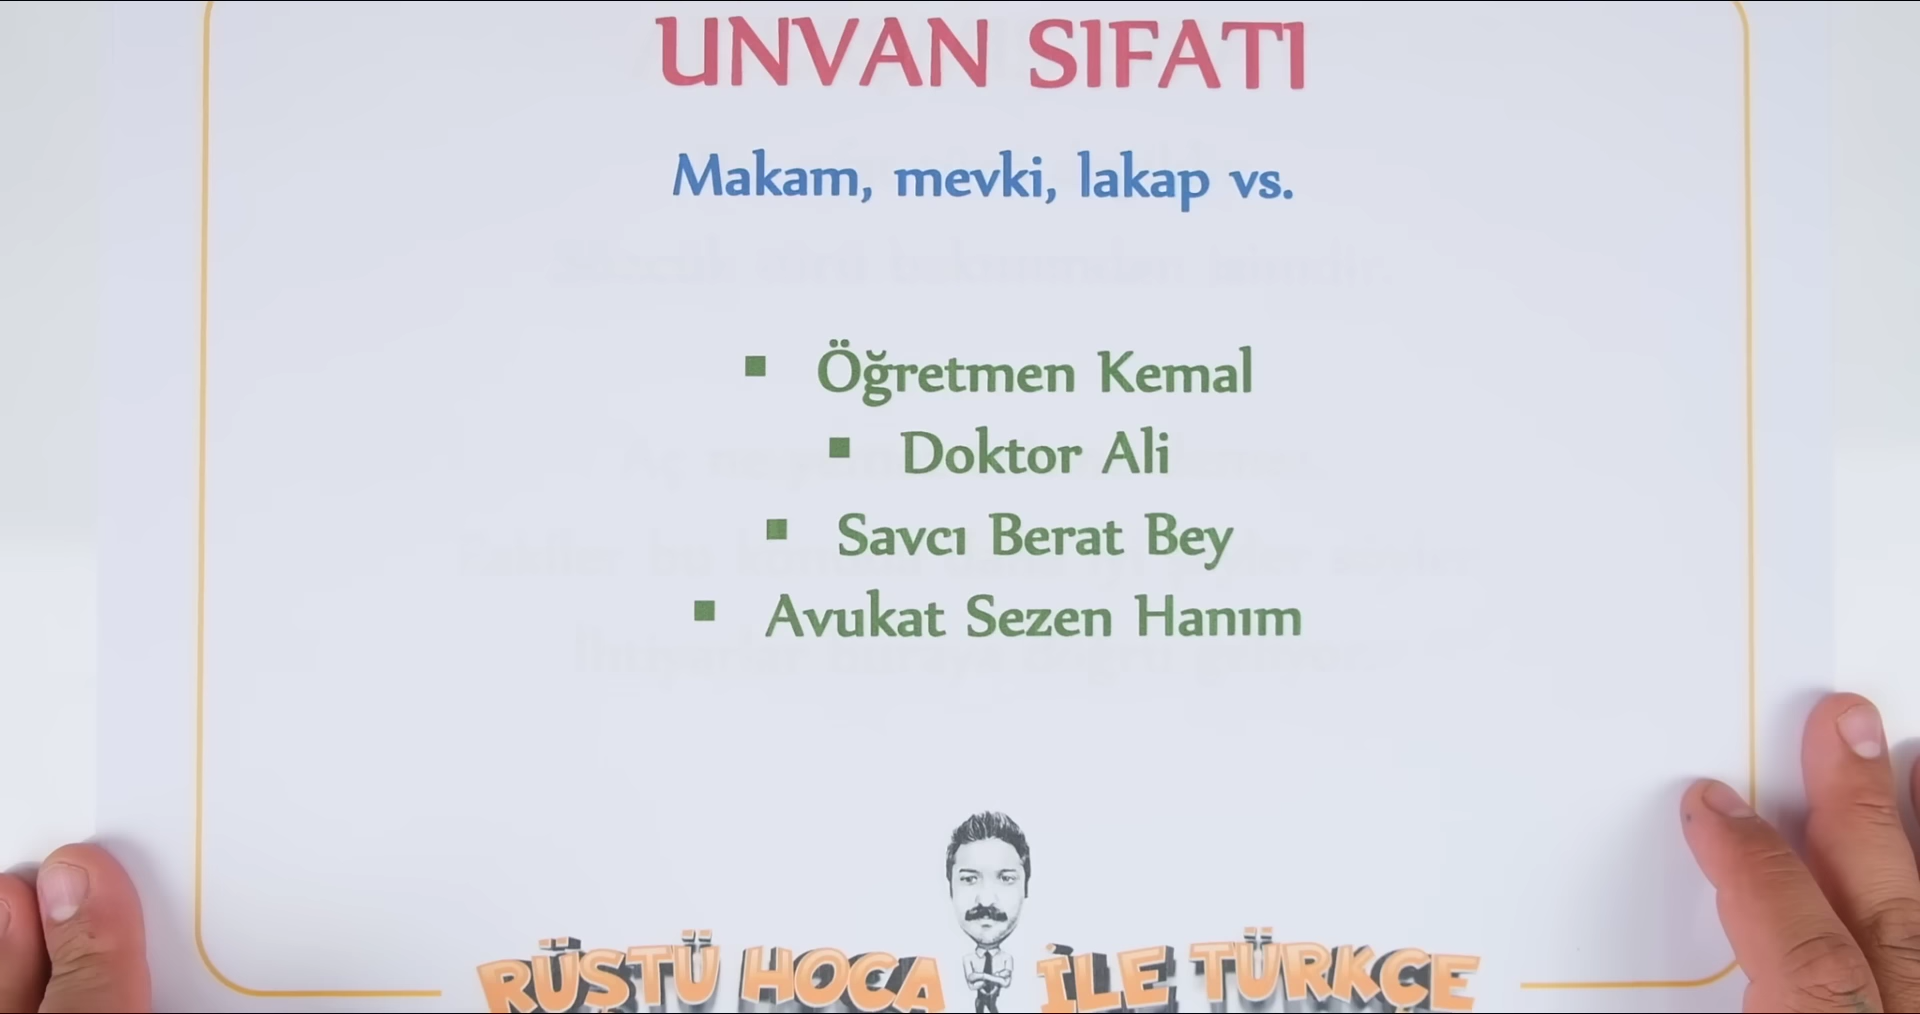 UNVAN SIFATI
Makam, mevki, lakap vs.
▪ Öğretmen Kemal
▪ Doktor Ali
▪ Savcı Berat Bey
▪ Avukat Sezen Hanım
RÜŞTÜ HOCA İLE TÜRKÇE